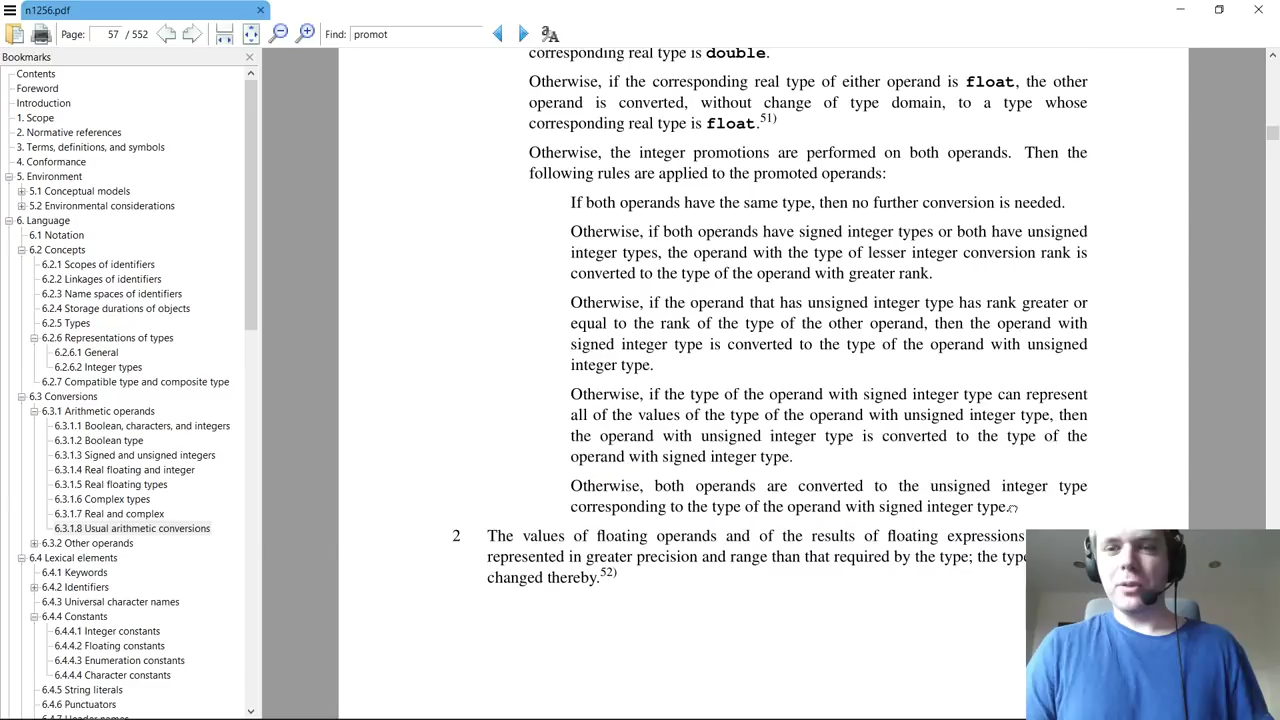 n1256.pdf
Page: 57 / 552 Find: promot
Bookmarks
Contents
Foreword
Introduction
1. Scope
2. Normative references
3. Terms, definitions, and symbols
4. Conformance
5. Environment
5.1 Conceptual models
5.2 Environmental considerations
6. Language
6.1 Notation
6.2 Concepts
6.2.1 Scopes of identifiers
6.2.2 Linkages of identifiers
6.2.3 Name spaces of identifiers
6.2.4 Storage durations of objects
6.2.5 Types
6.2.6 Representations of types
6.2.6.1 General
6.2.6.2 Integer types
6.2.7 Compatible type and composite type
6.3 Conversions
6.3.1 Arithmetic operands
6.3.1.1 Boolean, characters, and integers
6.3.1.2 Boolean type
6.3.1.3 Signed and unsigned integers
6.3.1.4 Real floating and integer
6.3.1.5 Real floating types
6.3.1.6 Complex types
6.3.1.7 Real and complex
6.3.1.8 Usual arithmetic conversions
6.3.2 Other operands
6.4 Lexical elements
6.4.1 Keywords
6.4.2 Identifiers
6.4.3 Universal character names
6.4.4 Constants
6.4.4.1 Integer constants
6.4.4.2 Floating constants
6.4.4.3 Enumeration constants
6.4.4.4 Character constants
6.4.5 String literals
6.4.6 Punctuators
6.4.7 Header names
corresponding real type is double.
Otherwise, if the corresponding real type of either operand is float, the other
operand is converted, without change of type domain, to a type whose
corresponding real type is float.51)
Otherwise, the integer promotions are performed on both operands. Then the
following rules are applied to the promoted operands:
If both operands have the same type, then no further conversion is needed.
Otherwise, if both operands have signed integer types or both have unsigned
integer types, the operand with the type of lesser integer conversion rank is
converted to the type of the operand with greater rank.
Otherwise, if the operand that has unsigned integer type has rank greater or
equal to the rank of the type of the other operand, then the operand with
signed integer type is converted to the type of the operand with unsigned
integer type.
Otherwise, if the type of the operand with signed integer type can represent
all of the values of the type of the operand with unsigned integer type, then
the operand with unsigned integer type is converted to the type of the
operand with signed integer type.
Otherwise, both operands are converted to the unsigned integer type
corresponding to the type of the operand with signed integer type.
2 The values of floating operands and of the results of floating expressions
represented in greater precision and range than that required by the type; the
changed thereby.52)